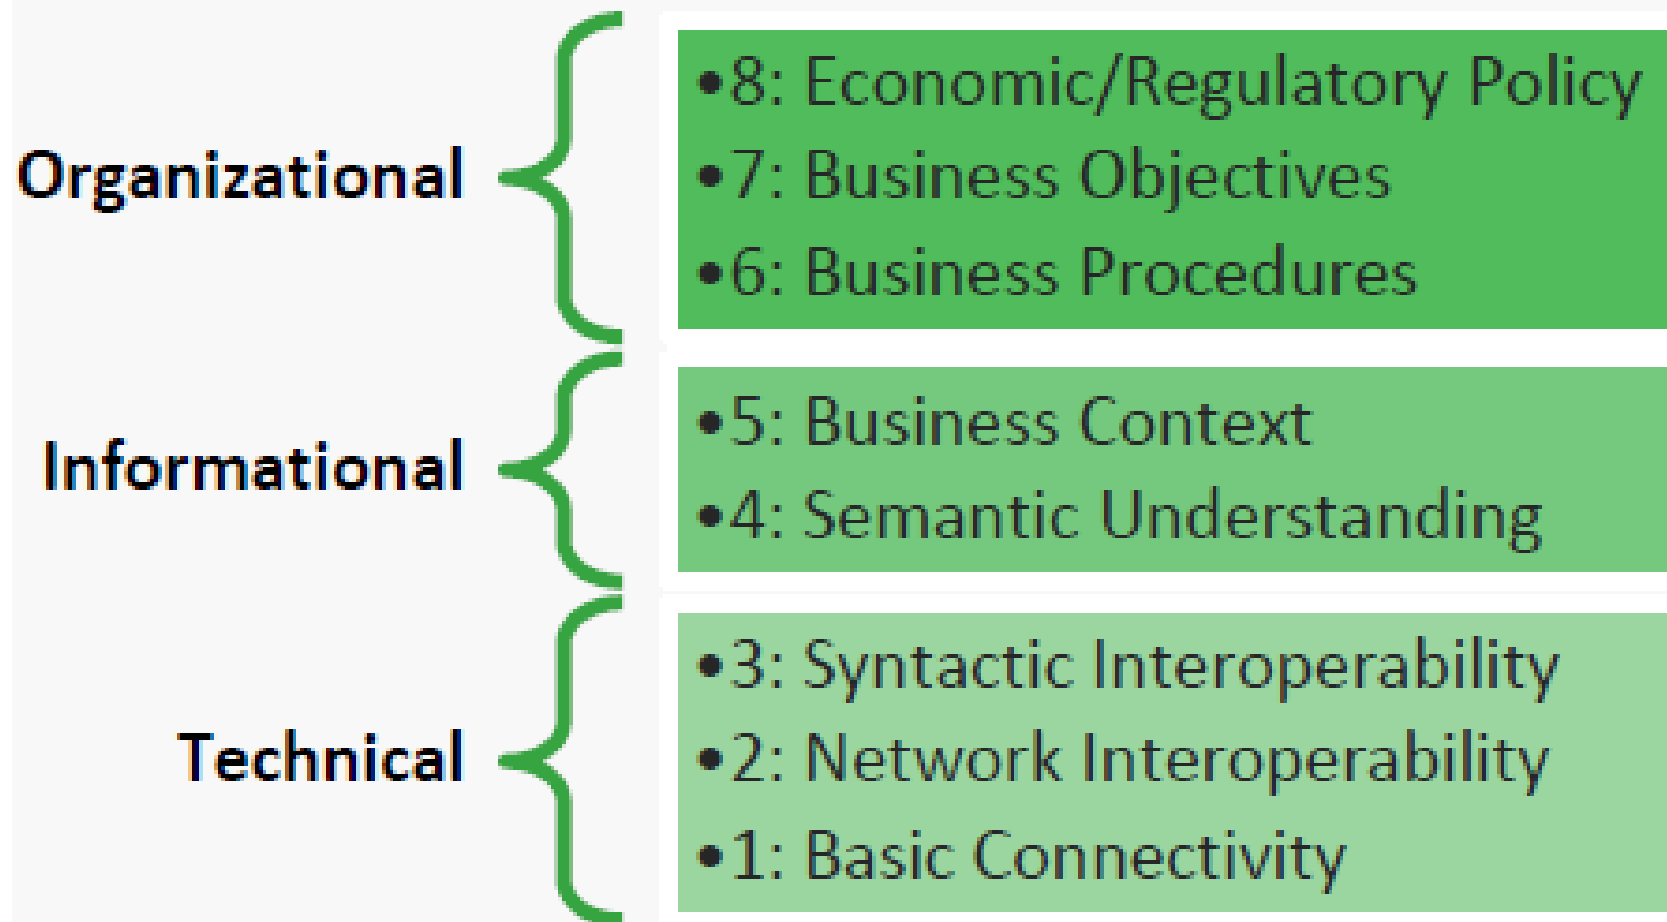 Organizational
•8: Economic/Regulatory Policy
•7: Business Objectives
•6: Business Procedures
Informational
•5: Business Context
•4: Semantic Understanding
Technical
•3: Syntactic Interoperability
•2: Network Interoperability
•1: Basic Connectivity